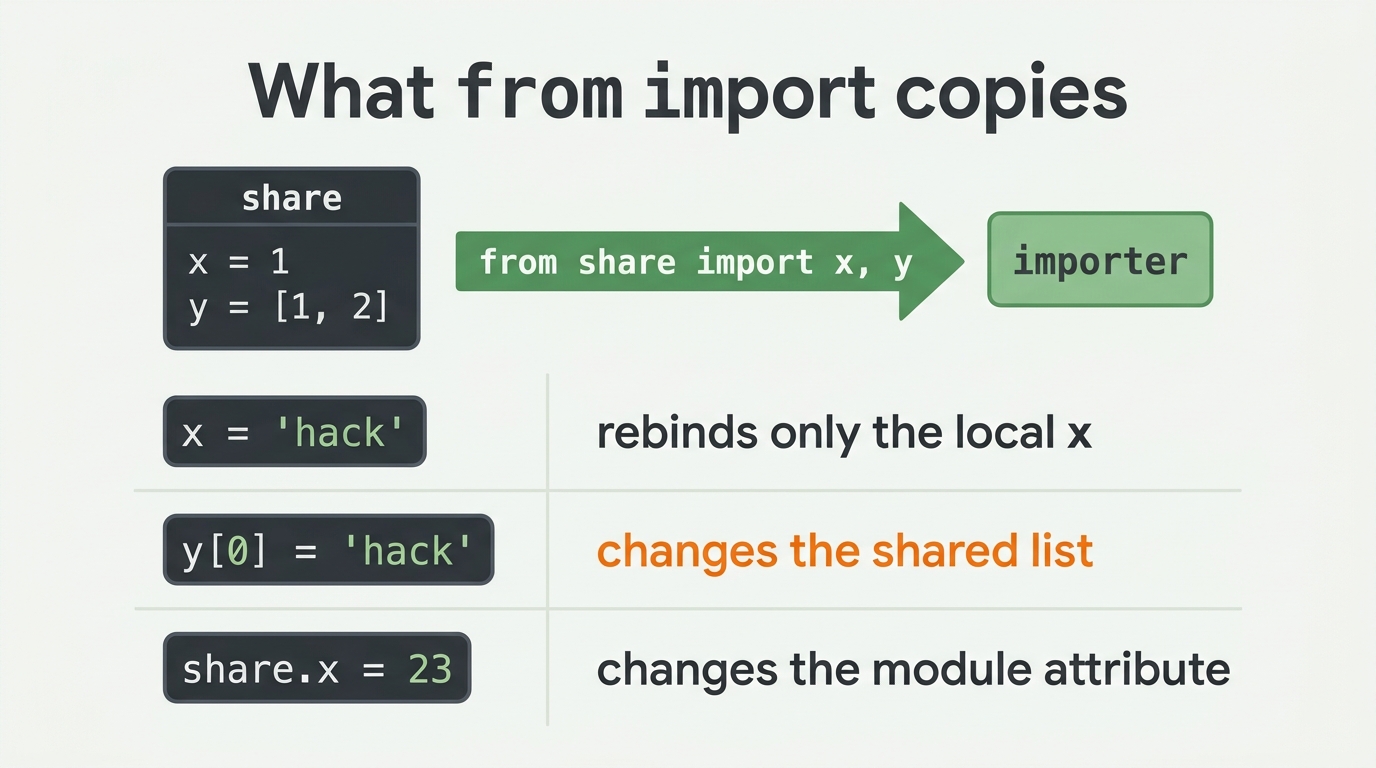 What from import copies
share
x = 1
y = [1, 2]
from share import x, y
importer
x = 'hack'
rebinds only the local x
y[0] = 'hack'
changes the shared list
share.x = 23
changes the module attribute